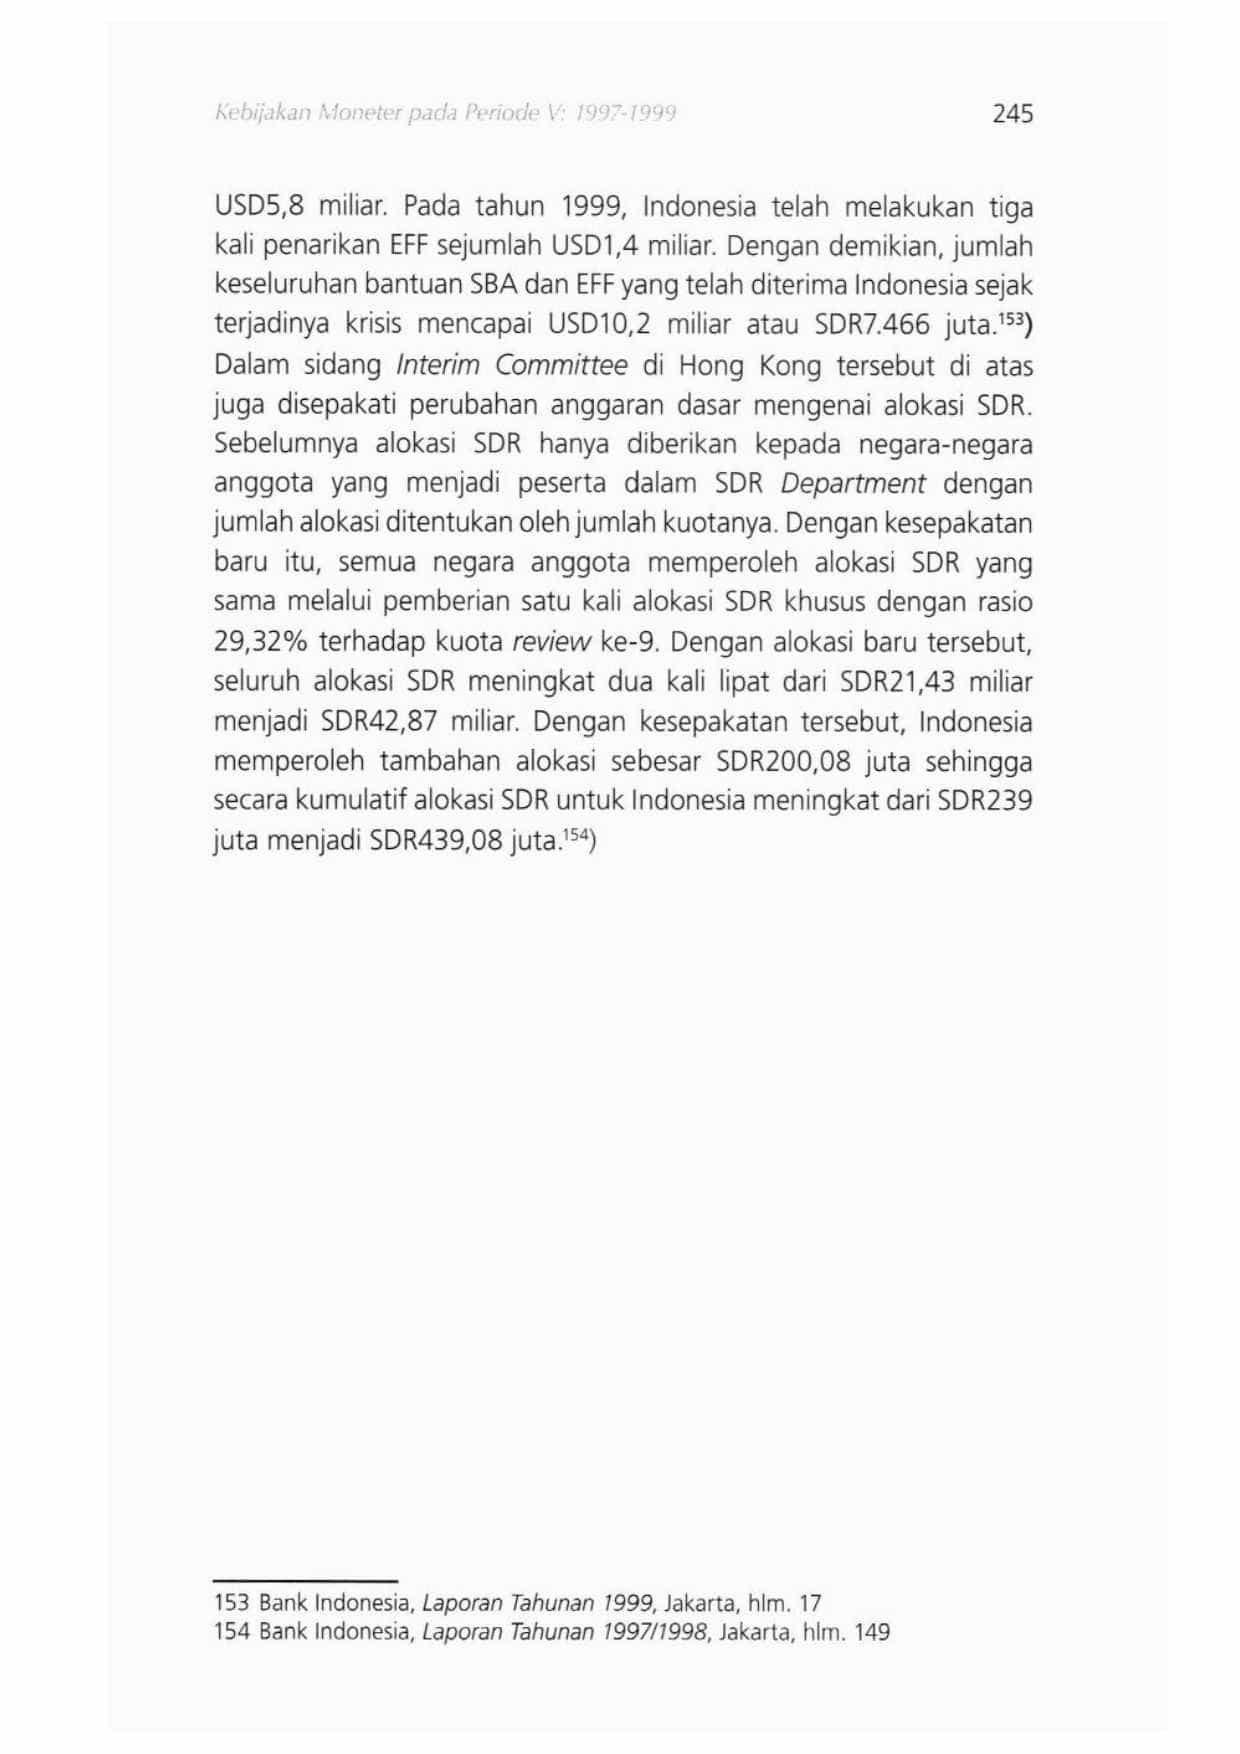 Kebijakan Moneter pada Periode V: 1997-1999 245
USD5,8 miliar. Pada tahun 1999, Indonesia telah melakukan tiga
kali penarikan EFF sejumlah USD1,4 miliar. Dengan demikian, jumlah
keseluruhan bantuan SBA dan EFF yang telah diterima Indonesia sejak
terjadinya krisis mencapai USD10,2 miliar atau SDR7.466 juta.¹⁵³)
Dalam sidang Interim Committee di Hong Kong tersebut di atas
juga disepakati perubahan anggaran dasar mengenai alokasi SDR.
Sebelumnya alokasi SDR hanya diberikan kepada negara-negara
anggota yang menjadi peserta dalam SDR Department dengan
jumlah alokasi ditentukan oleh jumlah kuotanya. Dengan kesepakatan
baru itu, semua negara anggota memperoleh alokasi SDR yang
sama melalui pemberian satu kali alokasi SDR khusus dengan rasio
29,32% terhadap kuota review ke-9. Dengan alokasi baru tersebut,
seluruh alokasi SDR meningkat dua kali lipat dari SDR21,43 miliar
menjadi SDR42,87 miliar. Dengan kesepakatan tersebut, Indonesia
memperoleh tambahan alokasi sebesar SDR200,08 juta sehingga
secara kumulatif alokasi SDR untuk Indonesia meningkat dari SDR239
juta menjadi SDR439,08 juta.¹⁵⁴)
153 Bank Indonesia, Laporan Tahunan 1999, Jakarta, hlm. 17
154 Bank Indonesia, Laporan Tahunan 1997/1998, Jakarta, hlm. 149